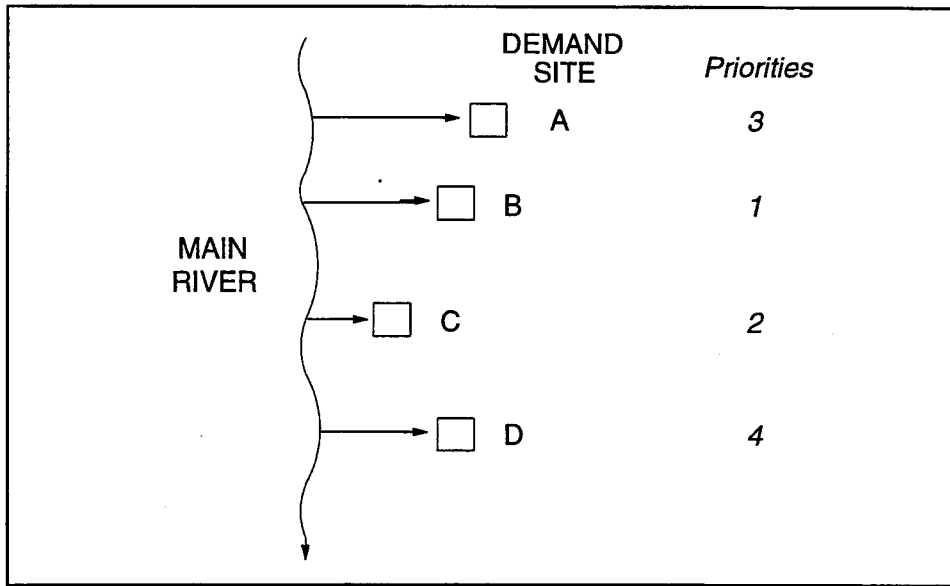 DEMAND
SITE
Priorities
A 3
B 1
MAIN
RIVER
C 2
D 4